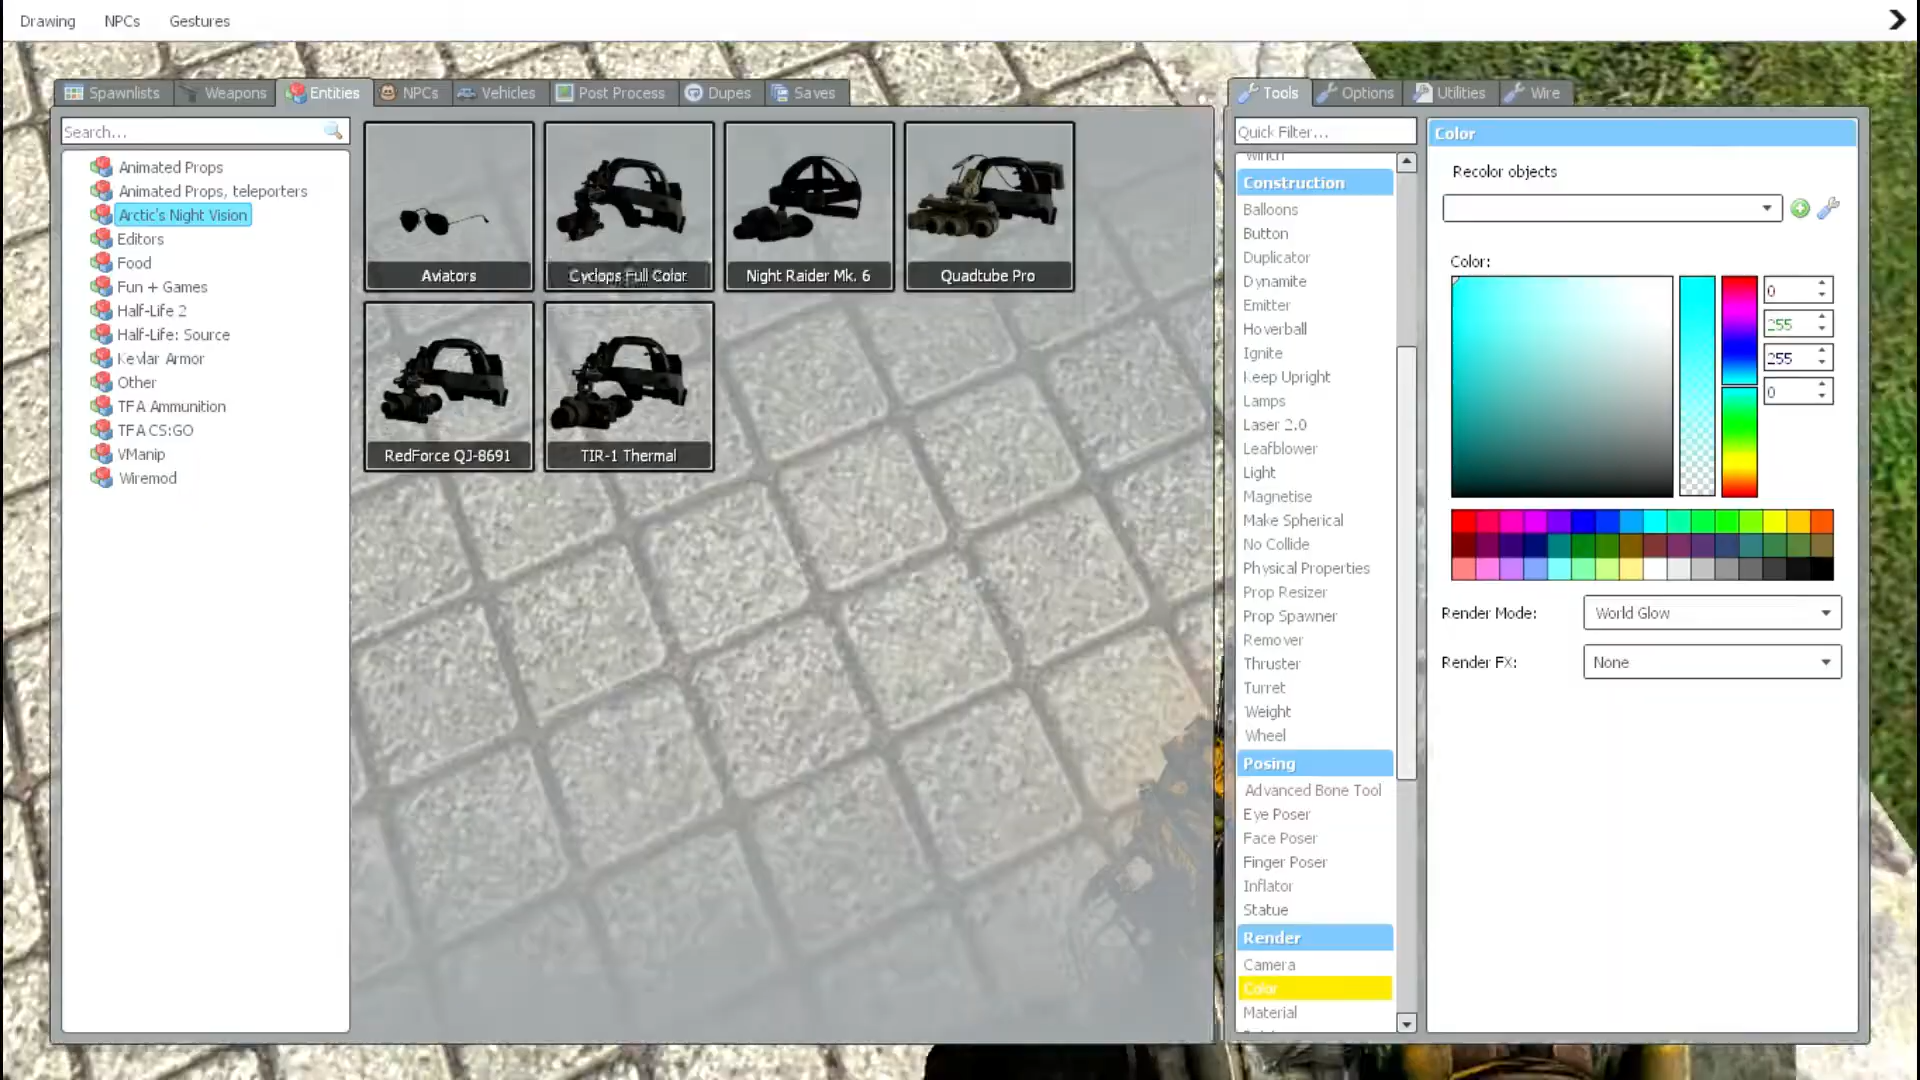 Drawing NPCs Gestures
Spawnlists Weapons Entities NPCs Vehicles Post Process Dupes Saves
Search...
Animated Props
Animated Props, teleporters
Arctic's Night Vision
Editors
Food
Fun + Games
Half-Life 2
Half-Life: Source
Kevlar Armor
Other
TFA Ammunition
TFA CS:GO
VManip
Wiremod
Aviators
Cyclops Full Color
Night Raider Mk. 6
Quadtube Pro
RedForce QJ-8691
TIR-1 Thermal
Tools Options Utilities Wire
Quick Filter...
Winch
Construction
Balloons
Button
Duplicator
Dynamite
Emitter
Hoverball
Ignite
Keep Upright
Lamps
Laser 2.0
Leafblower
Light
Magnetise
Make Spherical
No Collide
Physical Properties
Prop Resizer
Prop Spawner
Remover
Thruster
Turret
Weight
Wheel
Posing
Advanced Bone Tool
Eye Poser
Face Poser
Finger Poser
Inflator
Statue
Render
Camera
Color
Material
Color
Recolor objects
Color:
0
255
255
0
Render Mode: World Glow
Render FX: None